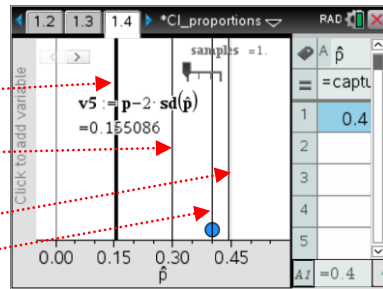 1.2 1.3 1.4 *CI_proportions RAD
samples =1.
v5 := p−2· sd(p̂)
=0.155086
Click to add variable
0.00 0.15 0.30 0.45
p̂
A p̂
= =captu
1 0.4
2
3
4
5
A1 =0.4